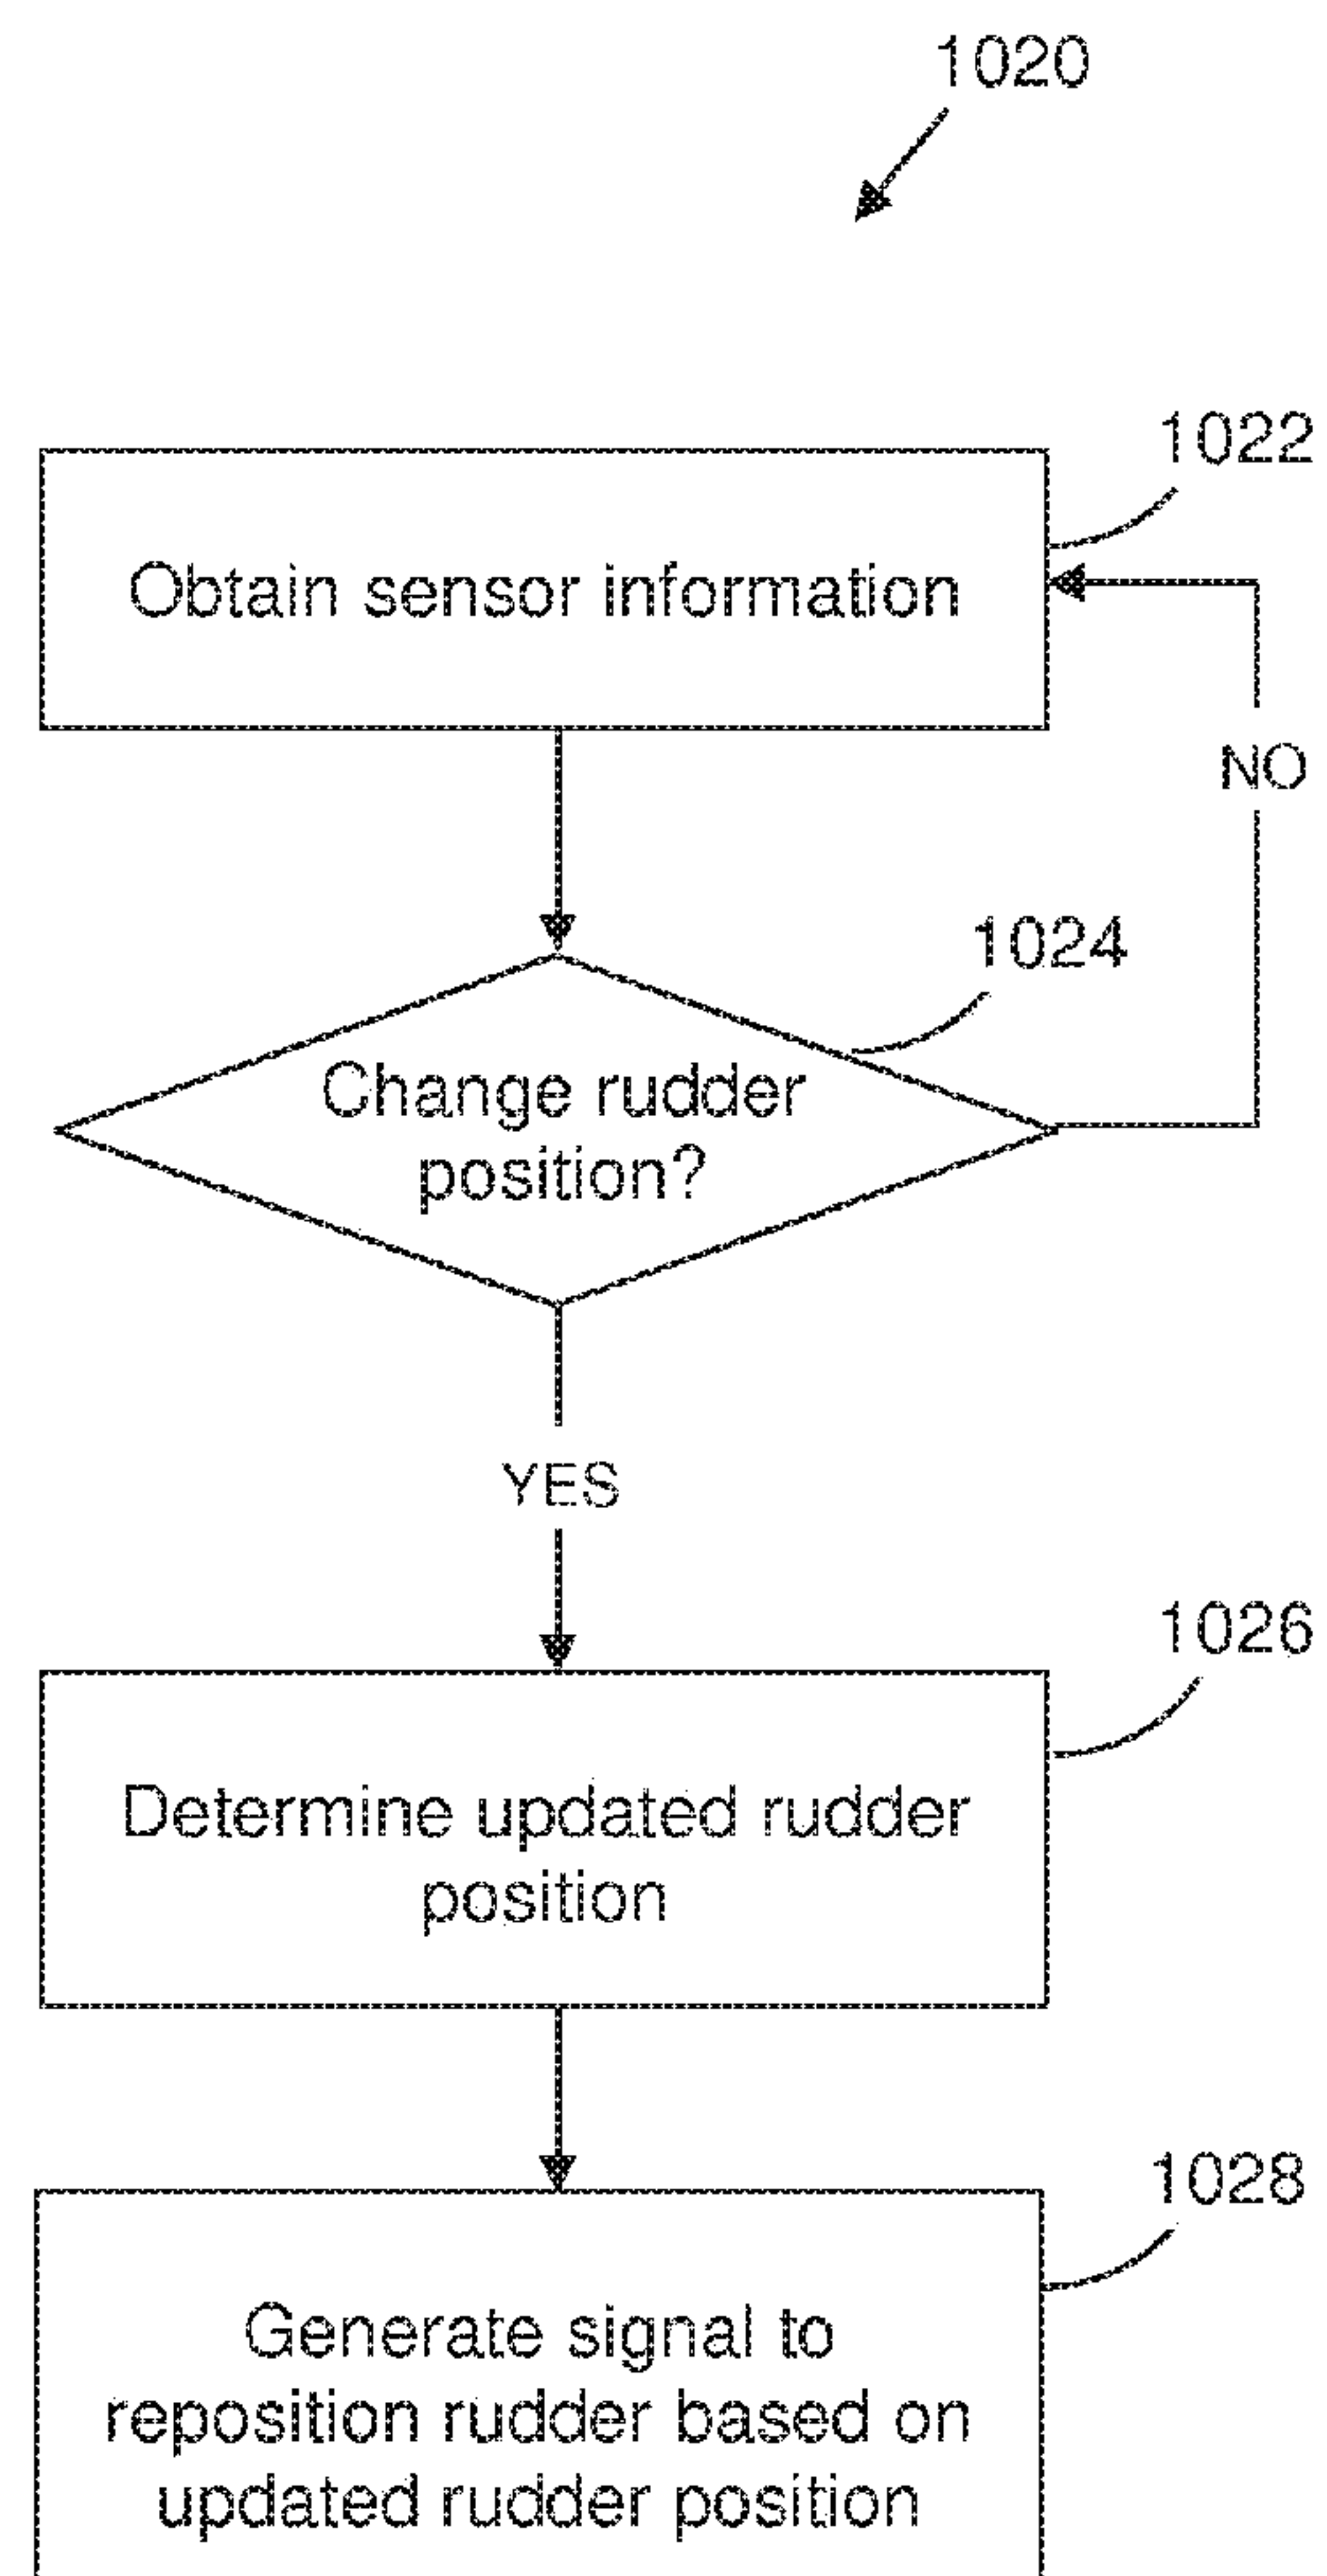 1020
1022
Obtain sensor information
NO
1024
Change rudder
position?
YES
1026
Determine updated rudder
position
1028
Generate signal to
reposition rudder based on
updated rudder position